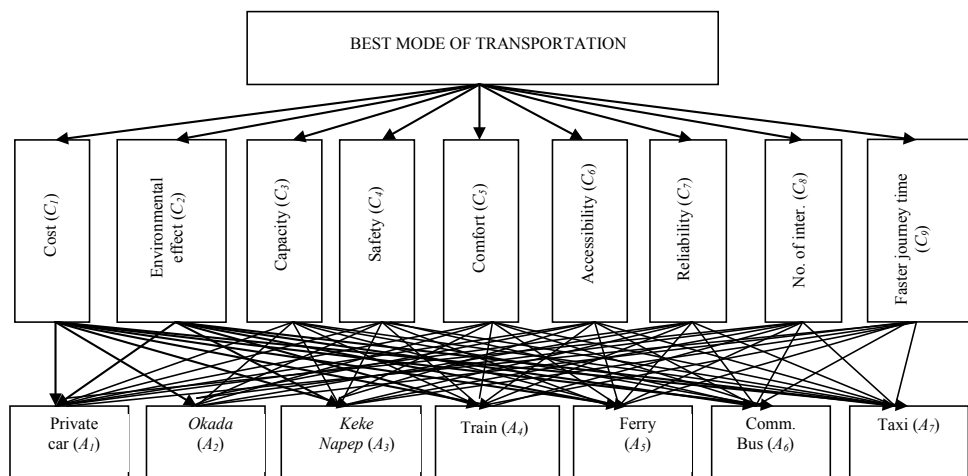 BEST MODE OF TRANSPORTATION
Cost (C1)
Environmental
effect (C2)
Capacity (C3)
Safety (C4)
Comfort (C5)
Accessibility (C6)
Reliability (C7)
No. of inter. (C8)
Faster journey time
(C9)
Private
car (A1)
Okada
(A2)
Keke
Napep (A3)
Train (A4)
Ferry
(A5)
Comm.
Bus (A6)
Taxi (A7)